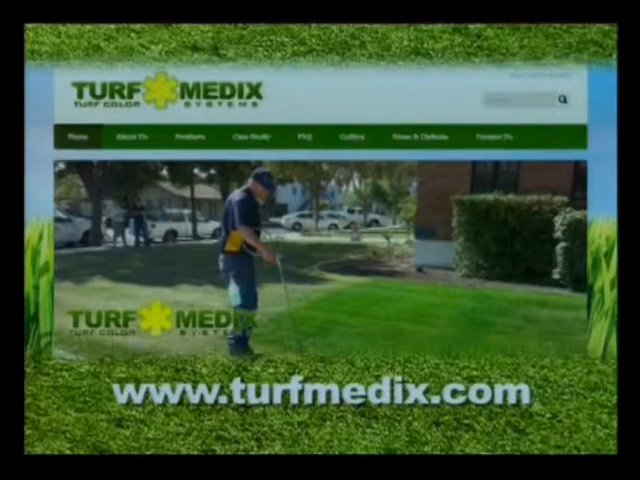 TURF MEDIX
TURF COLOR SYSTEMS
Home About Us Products Case Study FAQ Gallery News & Updates Contact Us
TURF MEDIX
TURF COLOR SYSTEMS
www.turfmedix.com